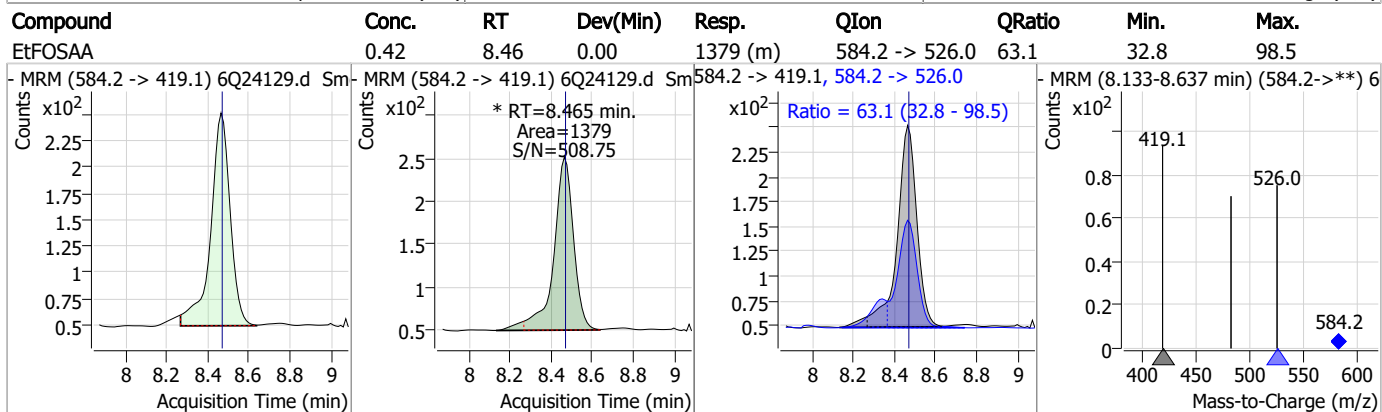 Compound Conc. RT Dev(Min) Resp. QIon QRatio Min. Max.
EtFOSAA 0.42 8.46 0.00 1379 (m) 584.2 -> 526.0 63.1 32.8 98.5
- MRM (584.2 -> 419.1) 6Q24129.d Sm
Counts
x10²
2.25
2
1.75
1.5
1.25
1
0.75
0.5
8 8.2 8.4 8.6 8.8 9
Acquisition Time (min)
- MRM (584.2 -> 419.1) 6Q24129.d Sm
Counts
x10²
* RT=8.465 min.
Area=1379
S/N=508.75
2.5
2
1.5
1
0.5
8 8.2 8.4 8.6 8.8 9
Acquisition Time (min)
584.2 -> 419.1, 584.2 -> 526.0
Counts
x10²
Ratio = 63.1 (32.8 - 98.5)
2.25
2
1.75
1.5
1.25
1
0.75
0.5
8 8.2 8.4 8.6 8.8 9
Acquisition Time (min)
- MRM (8.133-8.637 min) (584.2->**) 6
Counts
x10²
419.1
526.0
584.2
0.8
0.6
0.4
0.2
0
400 450 500 550 600
Mass-to-Charge (m/z)